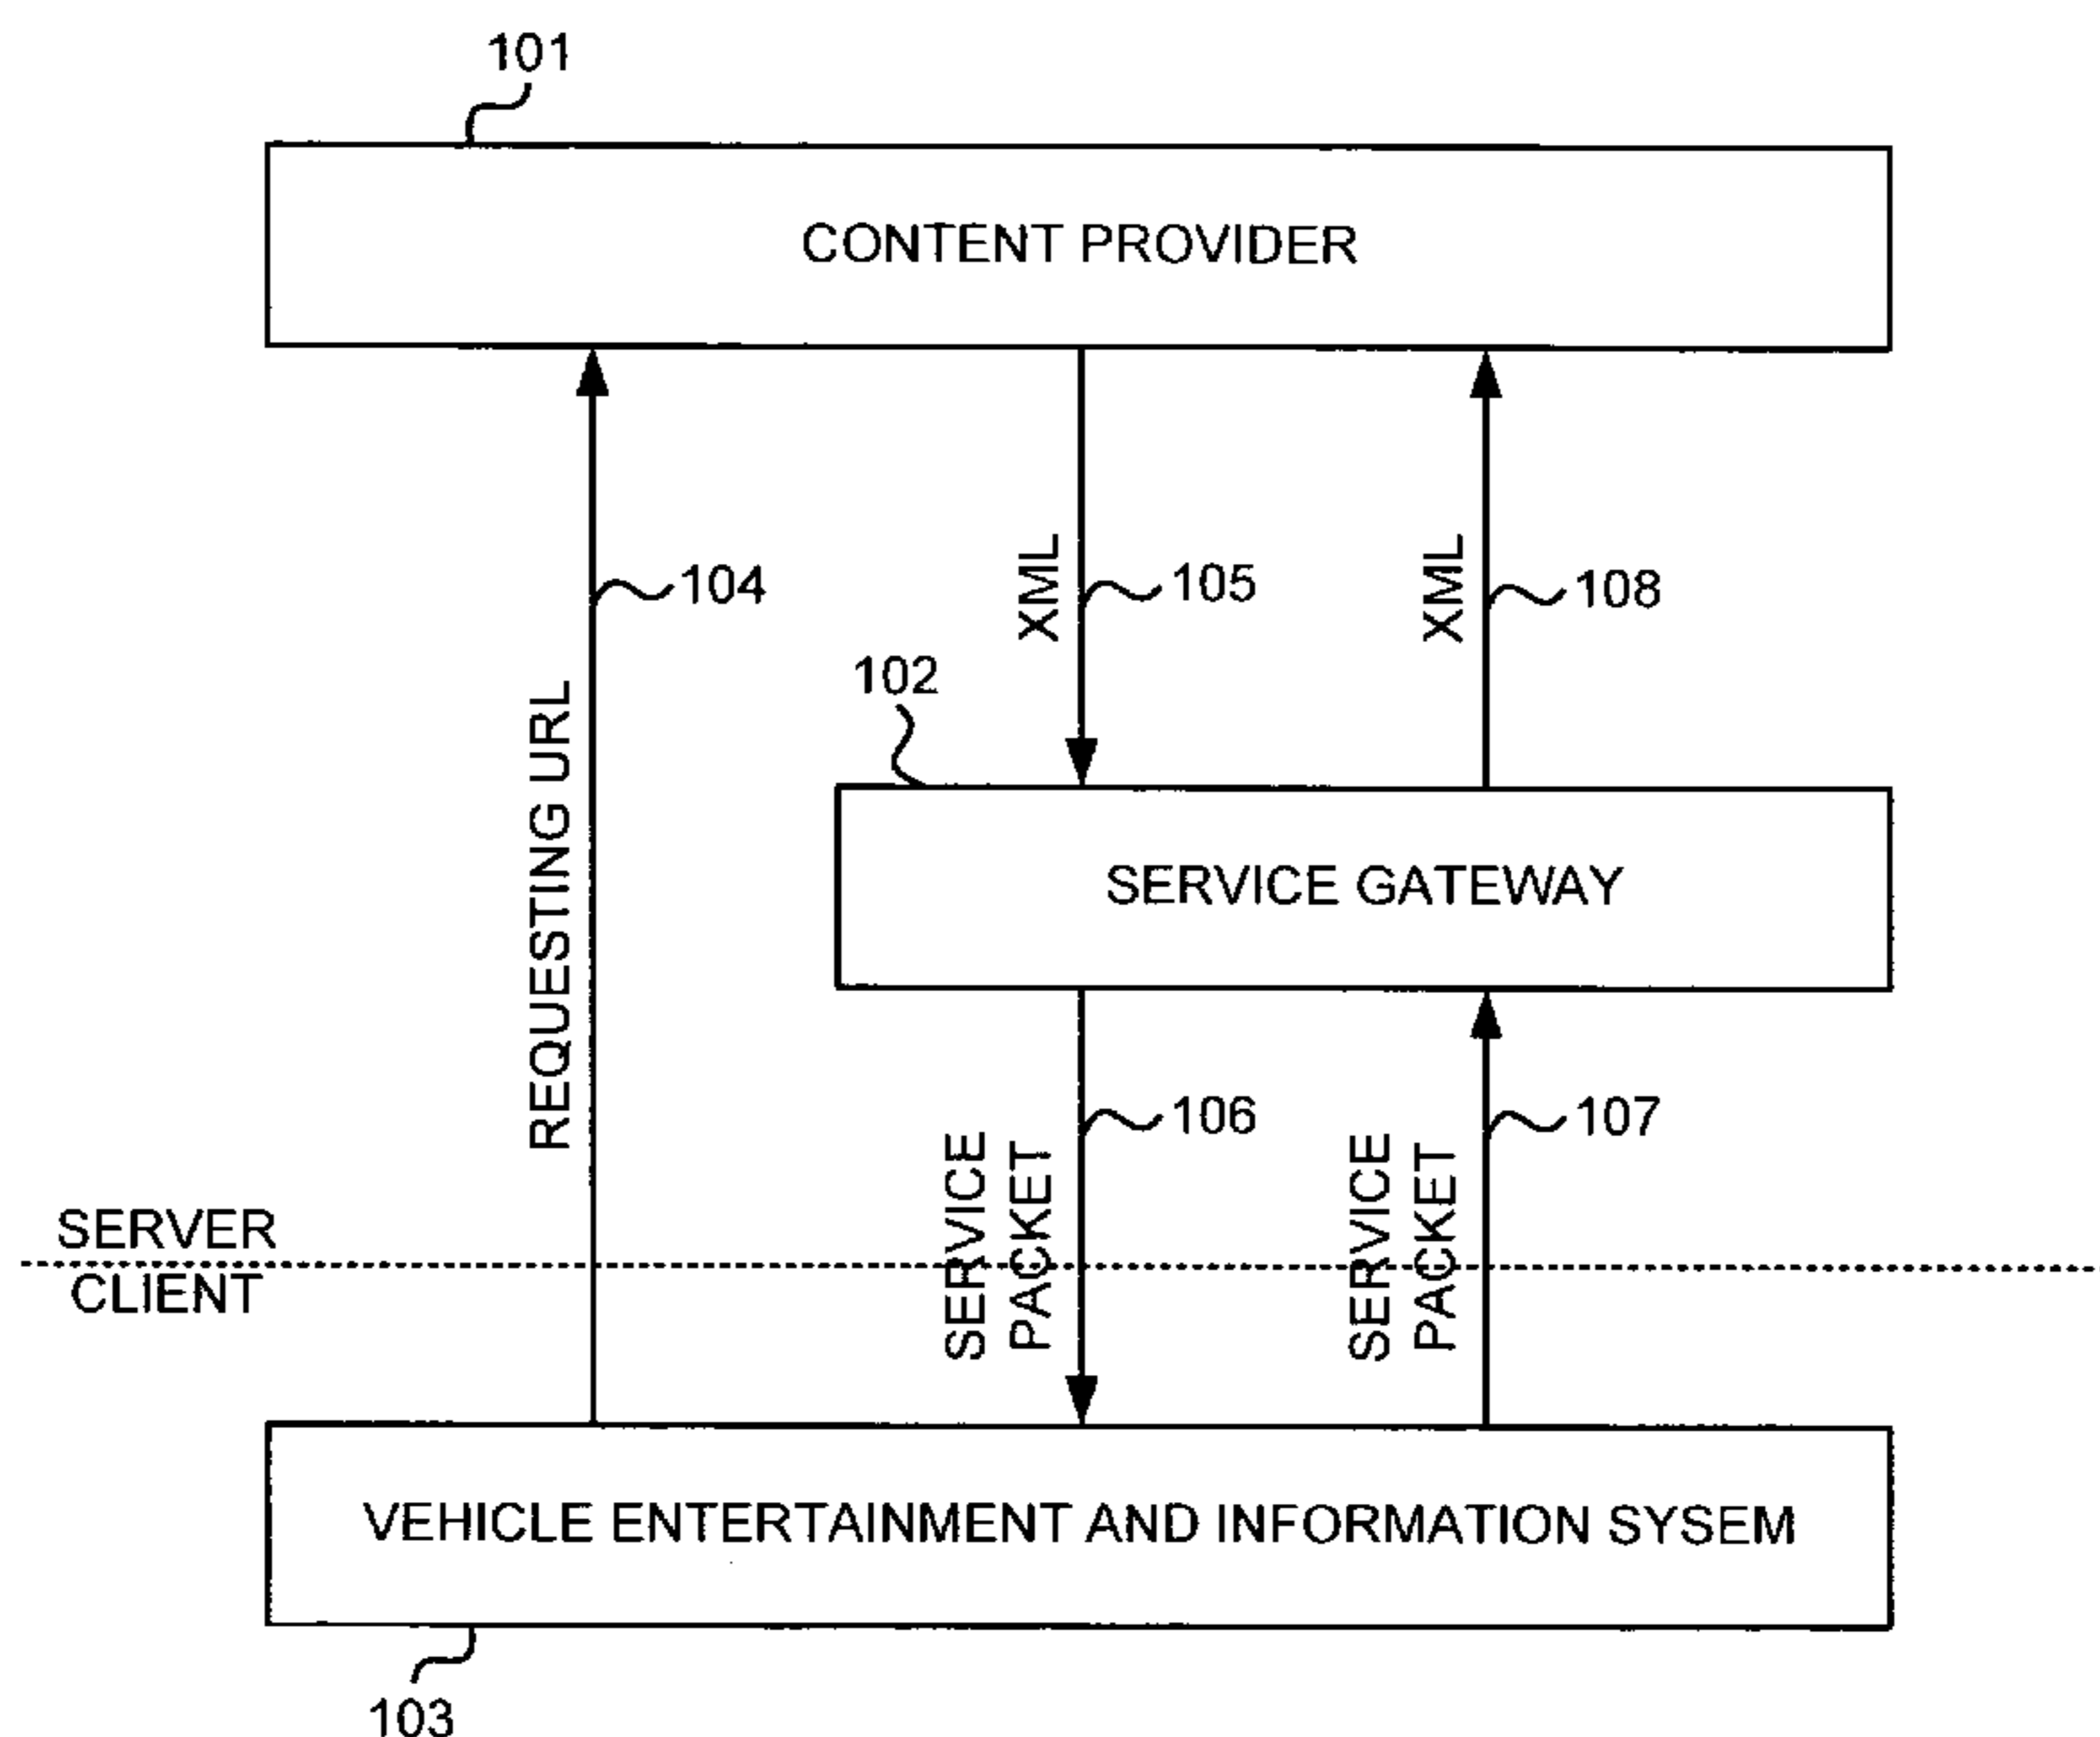 101
CONTENT PROVIDER
104
XML
105
XML
108
102
REQUESTING URL
SERVICE GATEWAY
106
107
SERVICE
PACKET
SERVICE
PACKET
SERVER
CLIENT
VEHICLE ENTERTAINMENT AND INFORMATION SYSEM
103